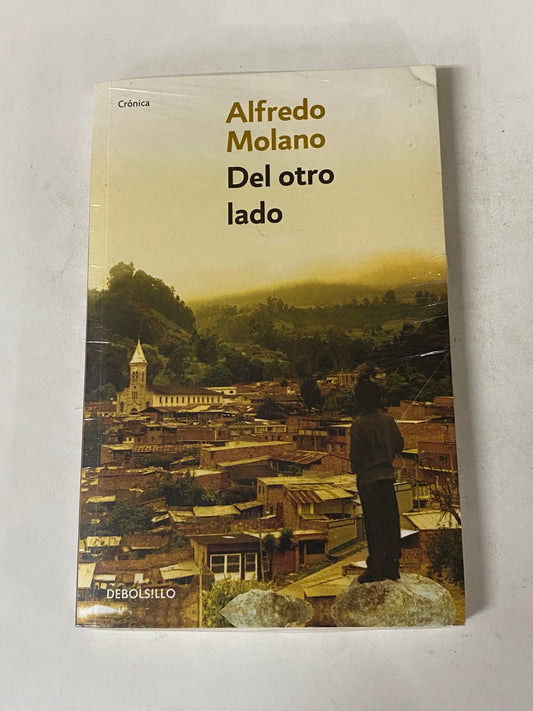 Crónica
Alfredo
Molano
Del otro
lado
DEBOLSILLO